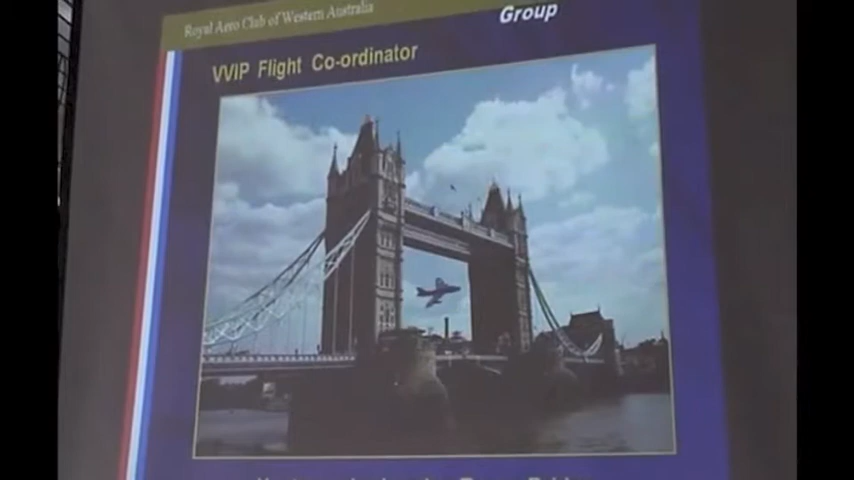 Royal Aero Club of Western Australia
Group
VVIP Flight Co-ordinator